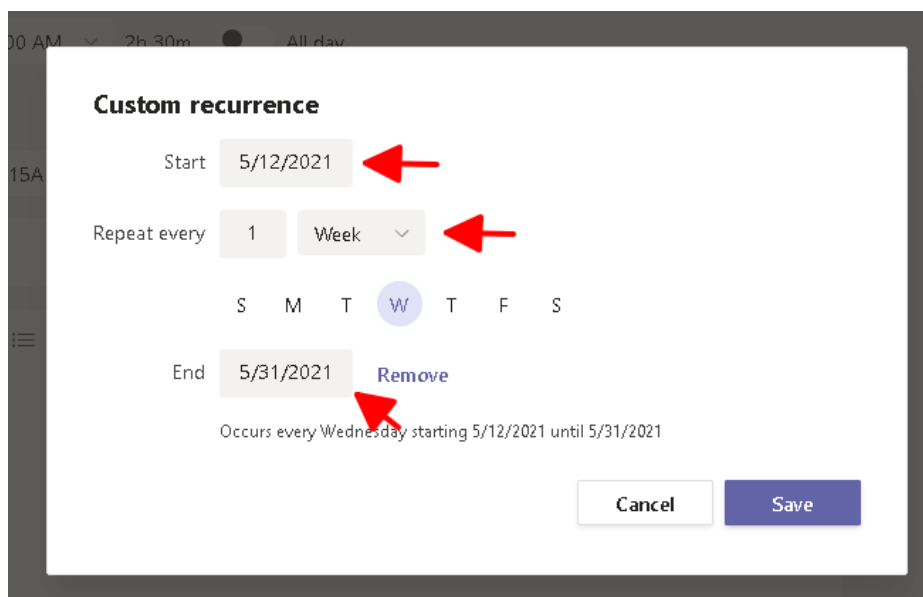 00 AM 2h 30m All day
Custom recurrence
Start 5/12/2021
15A
Repeat every 1 Week
S M T W T F S
End 5/31/2021 Remove
Occurs every Wednesday starting 5/12/2021 until 5/31/2021
Cancel Save